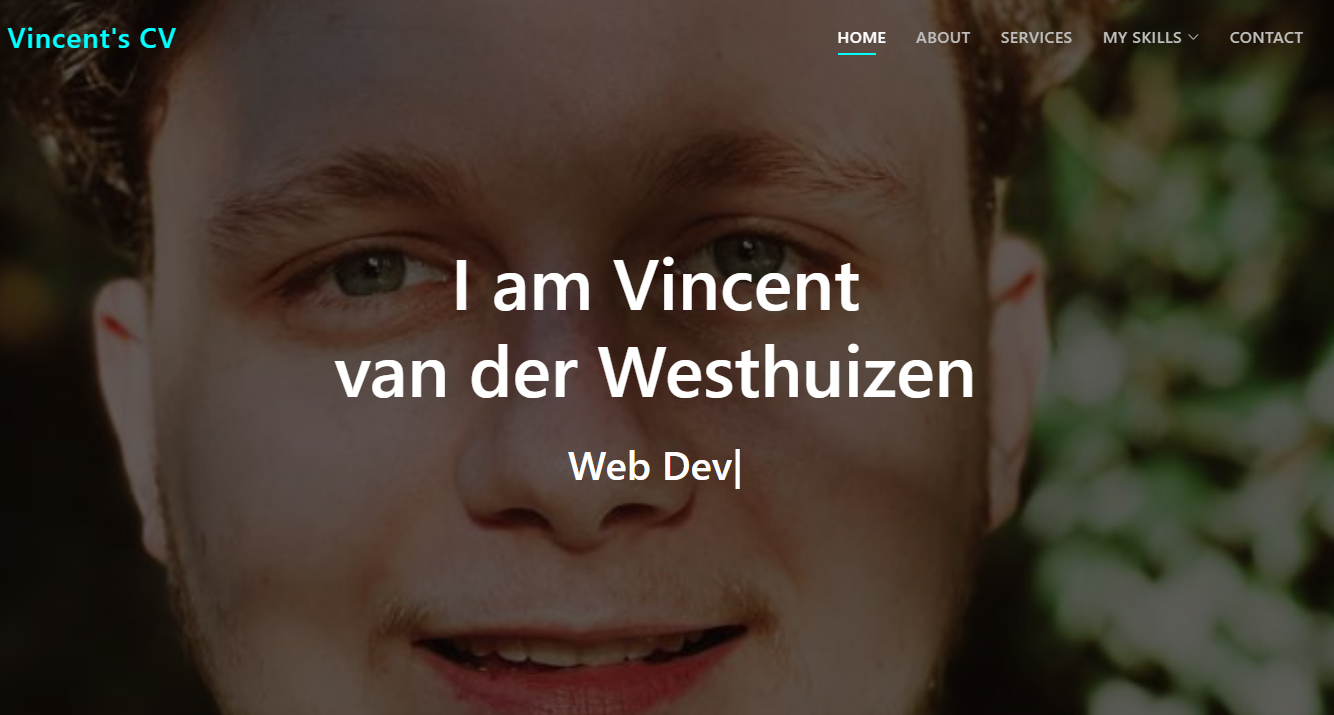 Vincent's CV
HOME ABOUT SERVICES MY SKILLS CONTACT
I am Vincent
van der Westhuizen
Web Dev|